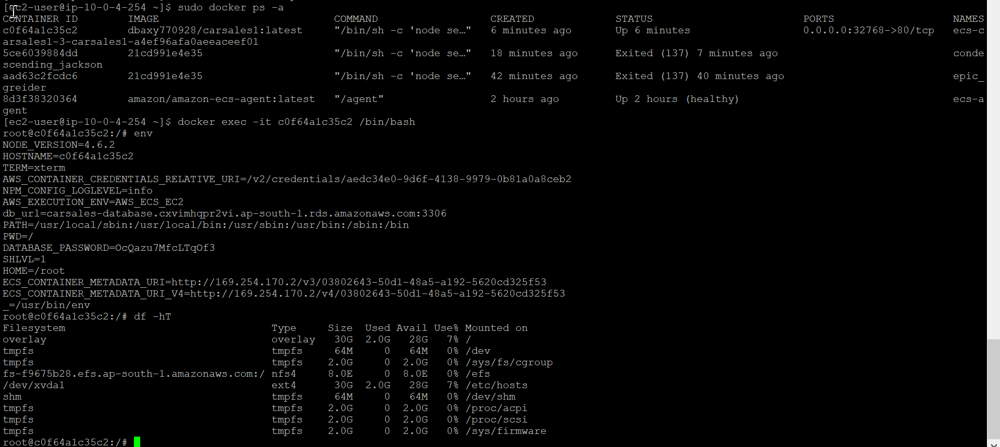 [ec2-user@ip-10-0-4-254 ~]$ sudo docker ps -a
CONTAINER ID        IMAGE                            COMMAND                  CREATED             STATUS                        PORTS                   NAMES
c0f64a1c35c2        dbaxy770928/carsales1:latest     "/bin/sh -c 'node se…"   6 minutes ago       Up 6 minutes                  0.0.0.0:32768->80/tcp   ecs-c
arsales1-3-carsales1-a4ef96afa0aeeaceef01
5ce6039884dd        21cd991e4e35                     "/bin/sh -c 'node se…"   18 minutes ago      Exited (137) 7 minutes ago                            conde
scending_jackson
aad63c2fcdc6        21cd991e4e35                     "/bin/sh -c 'node se…"   42 minutes ago      Exited (137) 40 minutes ago                           epic_
greider
8d3f38320364        amazon/amazon-ecs-agent:latest   "/agent"                 2 hours ago         Up 2 hours (healthy)                                  ecs-a
gent
[ec2-user@ip-10-0-4-254 ~]$ docker exec -it c0f64a1c35c2 /bin/bash
root@c0f64a1c35c2:/# env
NODE_VERSION=4.6.2
HOSTNAME=c0f64a1c35c2
TERM=xterm
AWS_CONTAINER_CREDENTIALS_RELATIVE_URI=/v2/credentials/aedc34e0-9d6f-4138-9979-0b81a0a8ceb2
NPM_CONFIG_LOGLEVEL=info
AWS_EXECUTION_ENV=AWS_ECS_EC2
db_url=carsales-database.cxvimhqpr2vi.ap-south-1.rds.amazonaws.com:3306
PATH=/usr/local/sbin:/usr/local/bin:/usr/sbin:/usr/bin:/sbin:/bin
PWD=/
DATABASE_PASSWORD=OcQazu7MfcLTqOf3
SHLVL=1
HOME=/root
ECS_CONTAINER_METADATA_URI=http://169.254.170.2/v3/03802643-50d1-48a5-a192-5620cd325f53
ECS_CONTAINER_METADATA_URI_V4=http://169.254.170.2/v4/03802643-50d1-48a5-a192-5620cd325f53
_=/usr/bin/env
root@c0f64a1c35c2:/# df -hT
Filesystem                                 Type     Size  Used Avail Use% Mounted on
overlay                                    overlay   30G  2.0G   28G   7% /
tmpfs                                      tmpfs     64M     0   64M   0% /dev
tmpfs                                      tmpfs    2.0G     0  2.0G   0% /sys/fs/cgroup
fs-f9675b28.efs.ap-south-1.amazonaws.com:/ nfs4     8.0E     0  8.0E   0% /efs
/dev/xvda1                                 ext4      30G  2.0G   28G   7% /etc/hosts
shm                                        tmpfs     64M     0   64M   0% /dev/shm
tmpfs                                      tmpfs    2.0G     0  2.0G   0% /proc/acpi
tmpfs                                      tmpfs    2.0G     0  2.0G   0% /proc/scsi
tmpfs                                      tmpfs    2.0G     0  2.0G   0% /sys/firmware
root@c0f64a1c35c2:/#